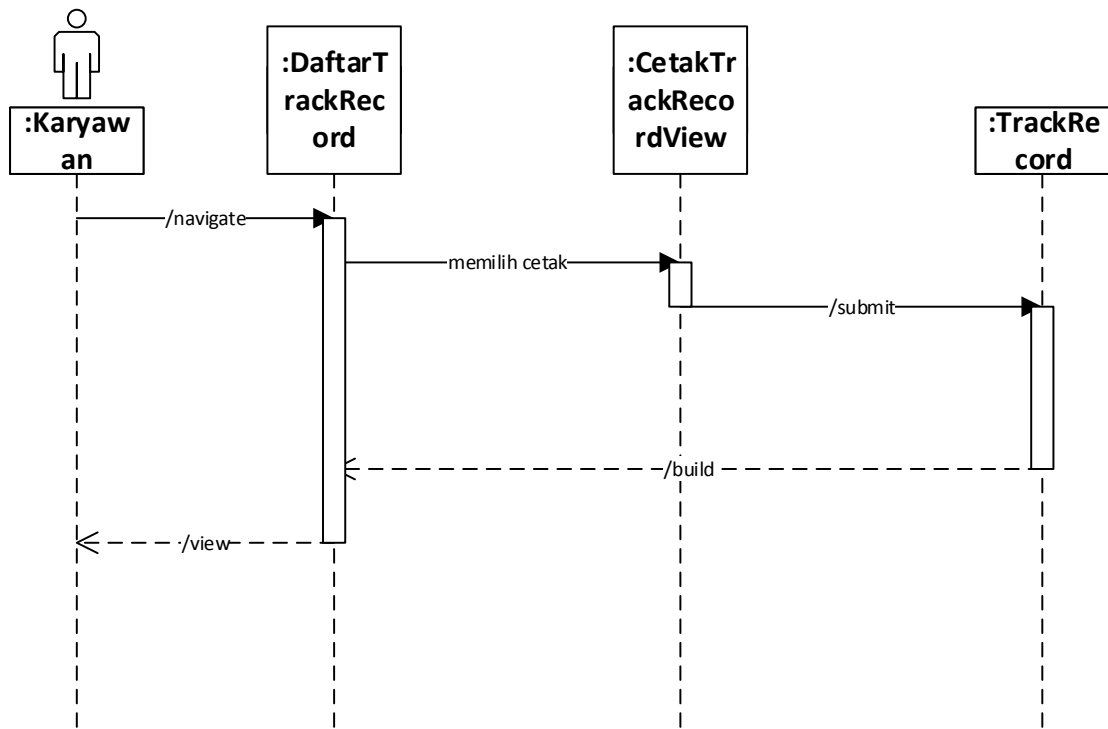 :DaftarT
rackRec
ord
:CetakTr
ackReco
rdView
:Karyaw
an
:TrackRe
cord
/navigate
memilih cetak
/submit
/build
/view